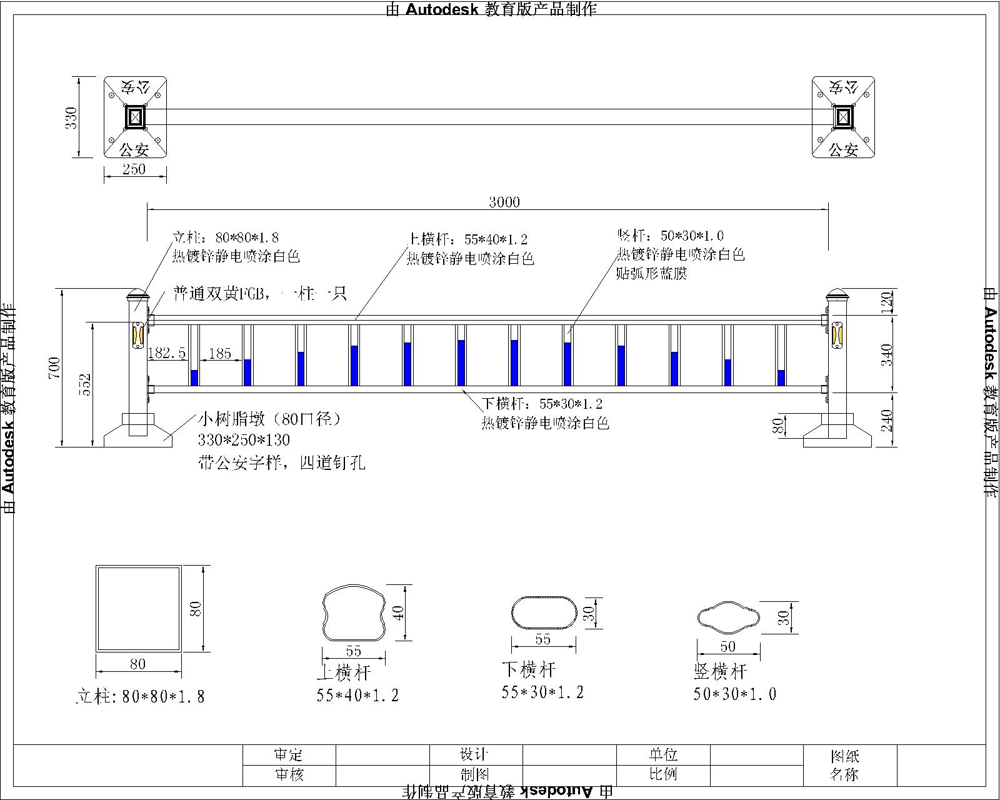 由 Autodesk 教育版产品制作
公安
公安
330
公安
公安
250
3000
立柱：80*80*1.8
热镀锌静电喷涂白色
上横杆：55*40*1.2
热镀锌静电喷涂白色
竖杆：50*30*1.0
热镀锌静电喷涂白色
贴弧形蓝膜
普通双黄FGB，一柱一只
120
182.5
185
340
700
552
下横杆：55*30*1.2
热镀锌静电喷涂白色
小树脂墩（80口径）
330*250*130
带公安字样，四道钉孔
80
240
由 Autodesk 教育版产品制作
由 Autodesk 教育版产品制作
80
40
30
30
80
55
55
50
立柱:80*80*1.8
上横杆
55*40*1.2
下横杆
55*30*1.2
竖横杆
50*30*1.0
审定
设计
单位
图纸
名称
审核
制图
比例
由 Autodesk 教育版产品制作